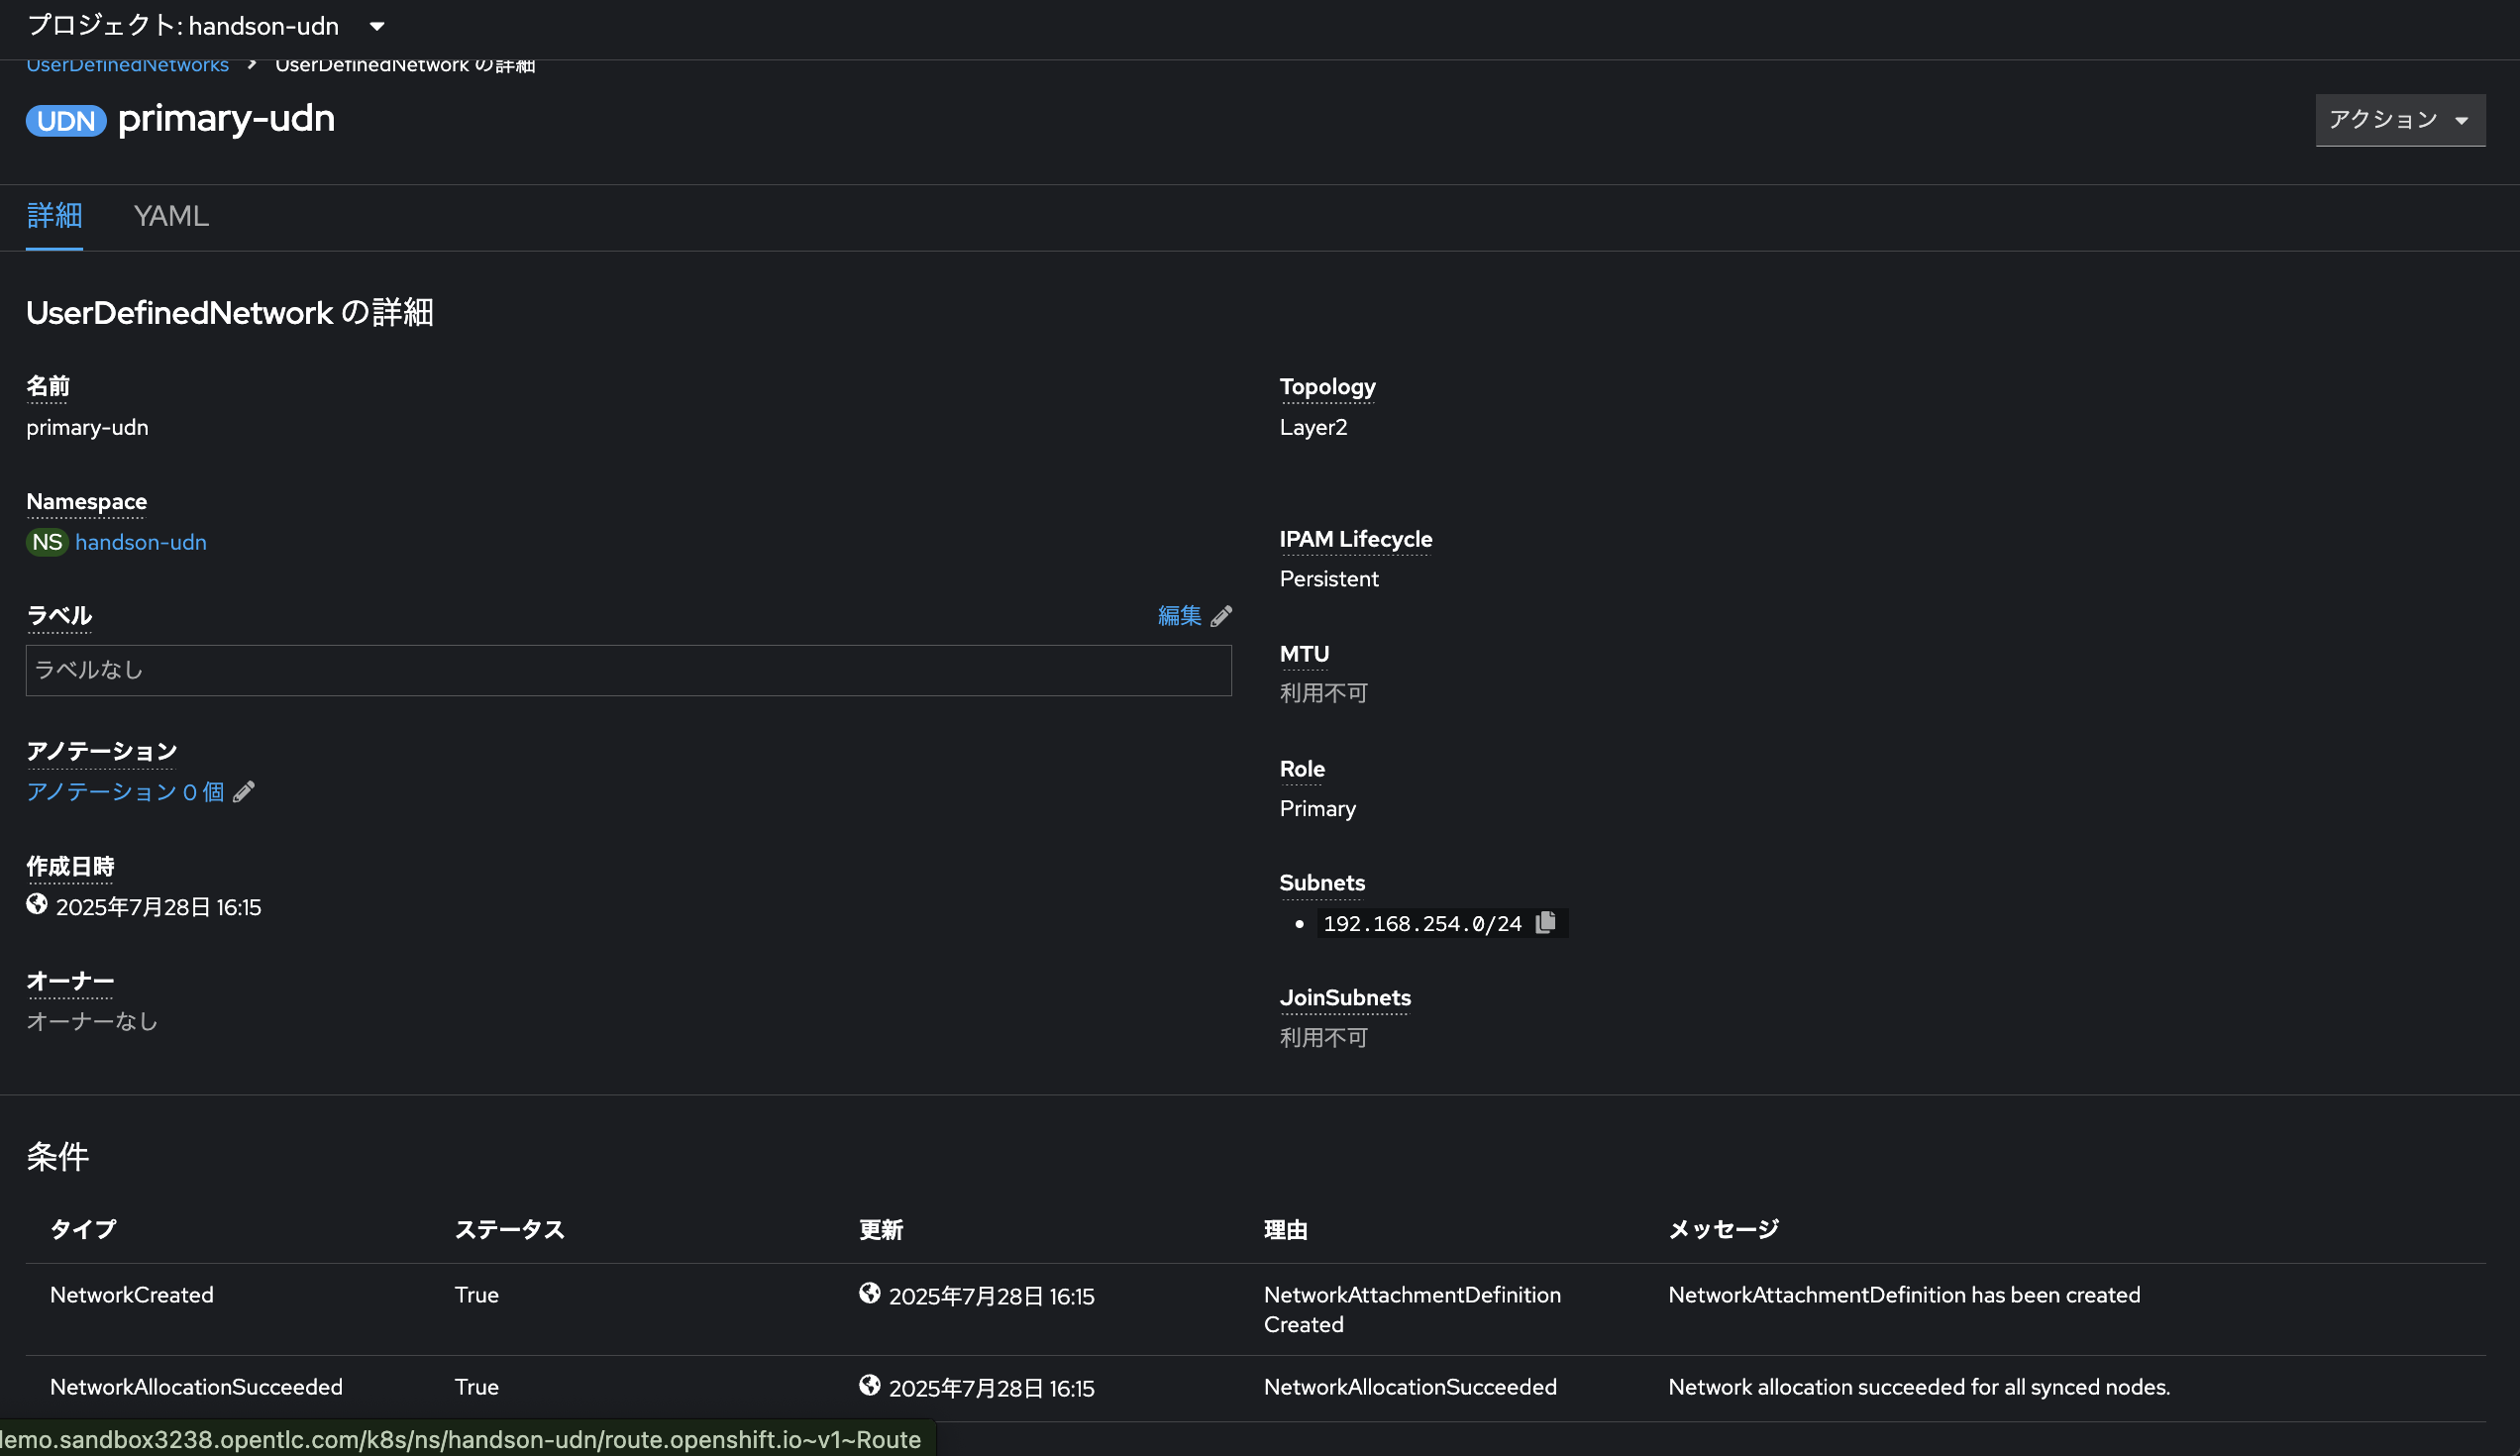 プロジェクト: handson-udn
UserDefinedNetworks UserDefinedNetwork の詳細
UDN primary-udn
アクション
詳細 YAML
UserDefinedNetwork の詳細
名前
primary-udn
Namespace
NS handson-udn
ラベル
編集
ラベルなし
アノテーション
アノテーション 0 個
作成日時
2025年7月28日 16:15
オーナー
オーナーなし
Topology
Layer2
IPAM Lifecycle
Persistent
MTU
利用不可
Role
Primary
Subnets
• 192.168.254.0/24
JoinSubnets
利用不可
条件
タイプ ステータス 更新 理由 メッセージ
NetworkCreated True 2025年7月28日 16:15 NetworkAttachmentDefinition NetworkAttachmentDefinition has been created
Created
NetworkAllocationSucceeded True 2025年7月28日 16:15 NetworkAllocationSucceeded Network allocation succeeded for all synced nodes.
lemo.sandbox3238.opentlc.com/k8s/ns/handson-udn/route.openshift.io~v1~Route